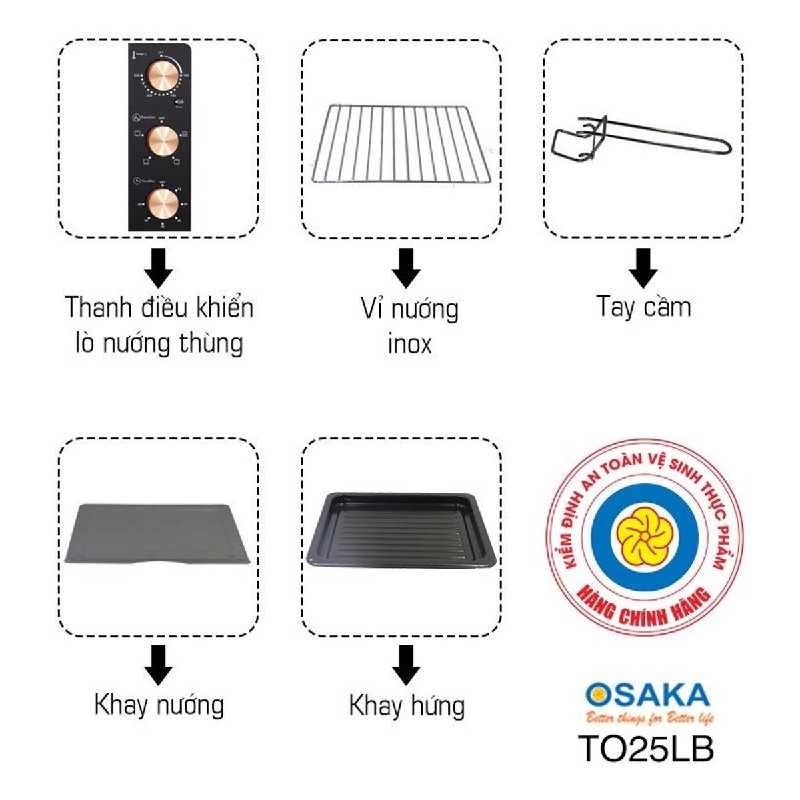 Thanh điều khiển
lò nướng thùng
Vỉ nướng
inox
Tay cầm
Khay nướng
Khay hứng
KIỂM ĐỊNH AN TOÀN VỆ SINH THỰC PHẨM
HÀNG CHÍNH HÃNG
OSAKA
Better things for Better life
TO25LB